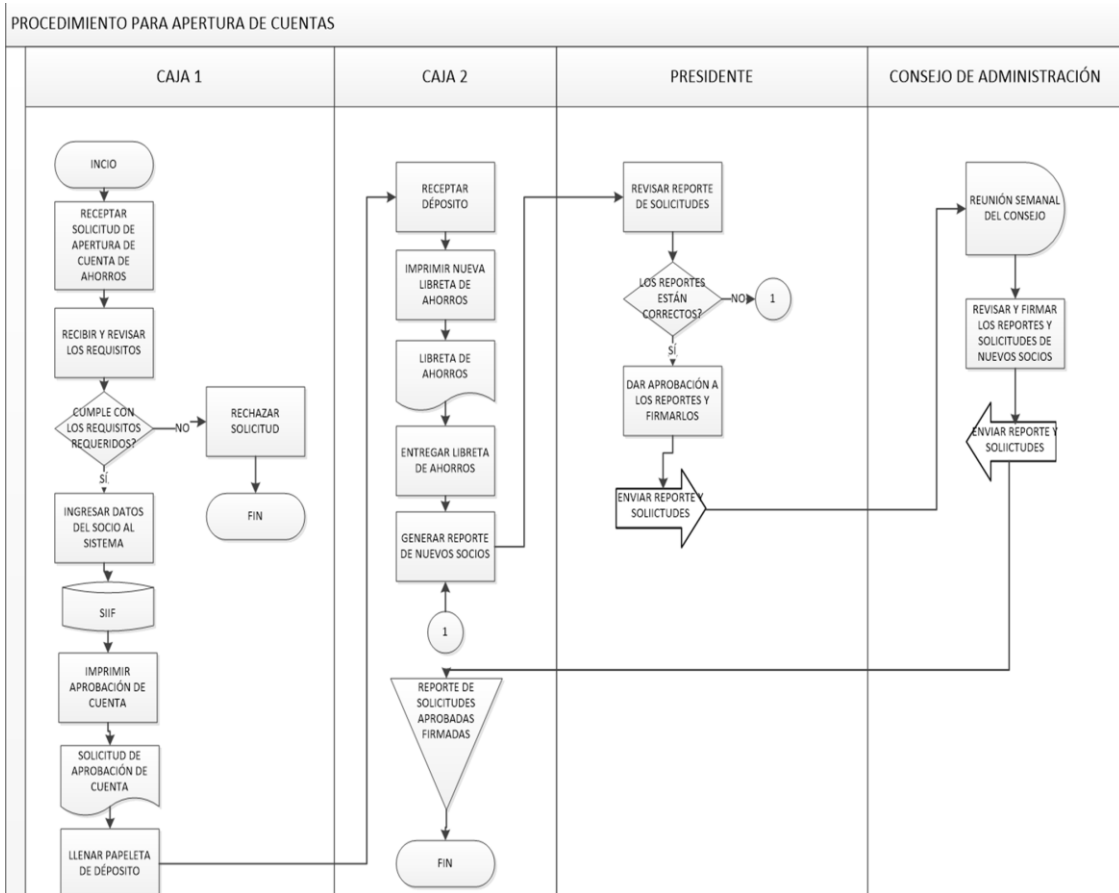 PROCEDIMIENTO PARA APERTURA DE CUENTAS
CAJA 1
CAJA 2
PRESIDENTE
CONSEJO DE ADMINISTRACIÓN
INCIO
RECEPTAR
SOLICITUD DE
APERTURA DE
CUENTA DE
AHORROS
RECIBIR Y REVISAR
LOS REQUISITOS
CÚMPLE CON
LOS REQUISITOS
REQUERIDOS?
NO
RECHAZAR
SOLICITUD
FIN
SÍ
INGRESAR DATOS
DEL SOCIO AL
SISTEMA
SIIF
IMPRIMIR
APROBACIÓN DE
CUENTA
SOLICITUD DE
APROBACIÓN DE
CUENTA
LLENAR PAPELETA
DE DÉPOSITO
RECEPTAR
DÉPOSITO
IMPRIMIR NUEVA
LIBRETA DE
AHORROS
LIBRETA DE
AHORROS
ENTREGAR LIBRETA
DE AHORROS
GENERAR REPORTE
DE NUEVOS SOCIOS
1
REPORTE DE
SOLICITUDES
APROBADAS
FIRMADAS
FIN
REVISAR REPORTE
DE SOLICITUDES
LOS REPORTES
ESTÁN
CORRECTOS?
NO
1
SÍ
DAR APROBACIÓN A
LOS REPORTES Y
FIRMARLOS
ENVIAR REPORTE Y
SOLIICTUDES
REUNIÓN SEMANAL
DEL CONSEJO
REVISAR Y FIRMAR
LOS REPORTES Y
SOLICITUDES DE
NUEVOS SOCIOS
ENVIAR REPORTE Y
SOLIICTUDES